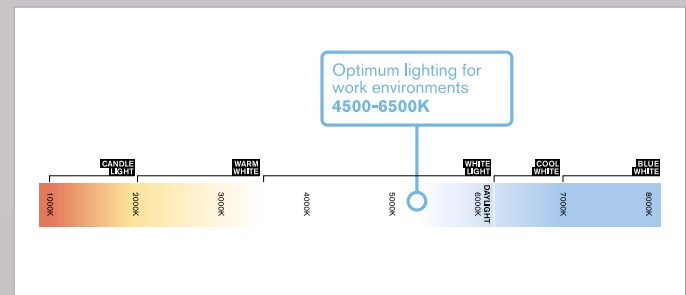 Optimum lighting for
work environments
4500-6500K
CANDLE
LIGHT
WARM
WHITE
WHITE
LIGHT
COOL
WHITE
BLUE
WHITE
1000K
2000K
3000K
4000K
5000K
6000K
DAYLIGHT
7000K
8000K